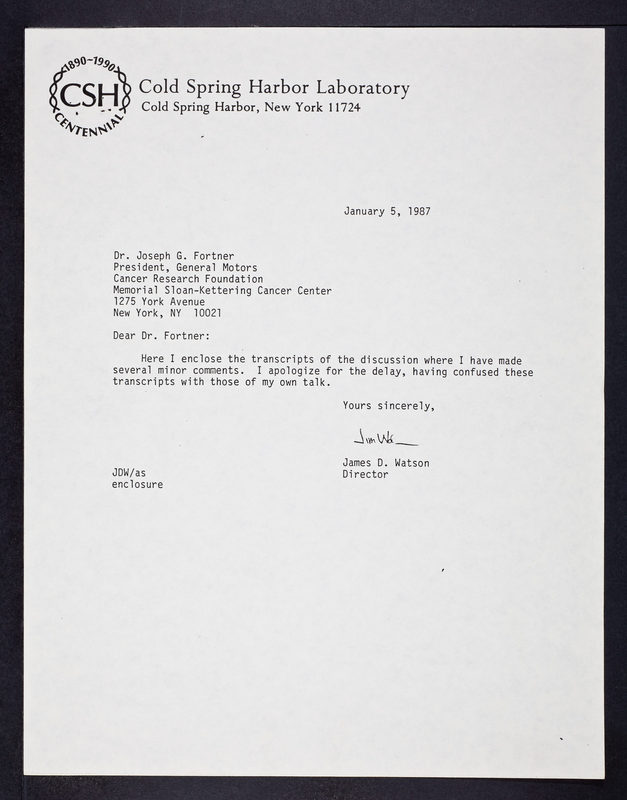 1890~1990
CSH
CENTENNIAL
Cold Spring Harbor Laboratory
Cold Spring Harbor, New York 11724
January 5, 1987
Dr. Joseph G. Fortner
President, General Motors
Cancer Research Foundation
Memorial Sloan-Kettering Cancer Center
1275 York Avenue
New York, NY  10021
Dear Dr. Fortner:
Here I enclose the transcripts of the discussion where I have made
several minor comments.  I apologize for the delay, having confused these
transcripts with those of my own talk.
Yours sincerely,
Jim Wa
James D. Watson
Director
JDW/as
enclosure